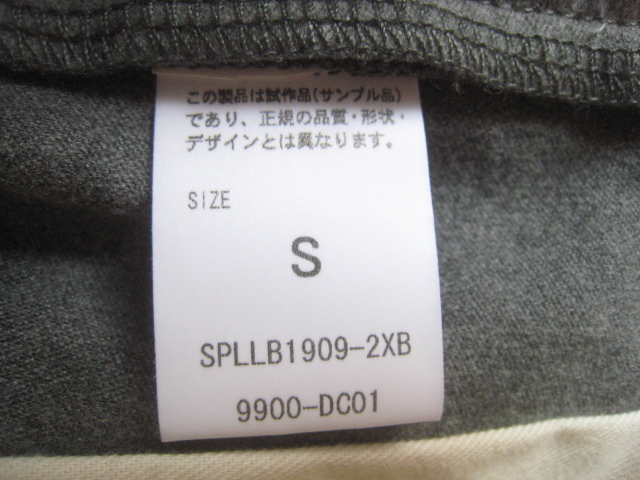 この製品は試作品(サンプル品)
であり、正規の品質・形状・
デザインとは異なります。
SIZE
S
SPLLB1909-2XB
9900-DC01